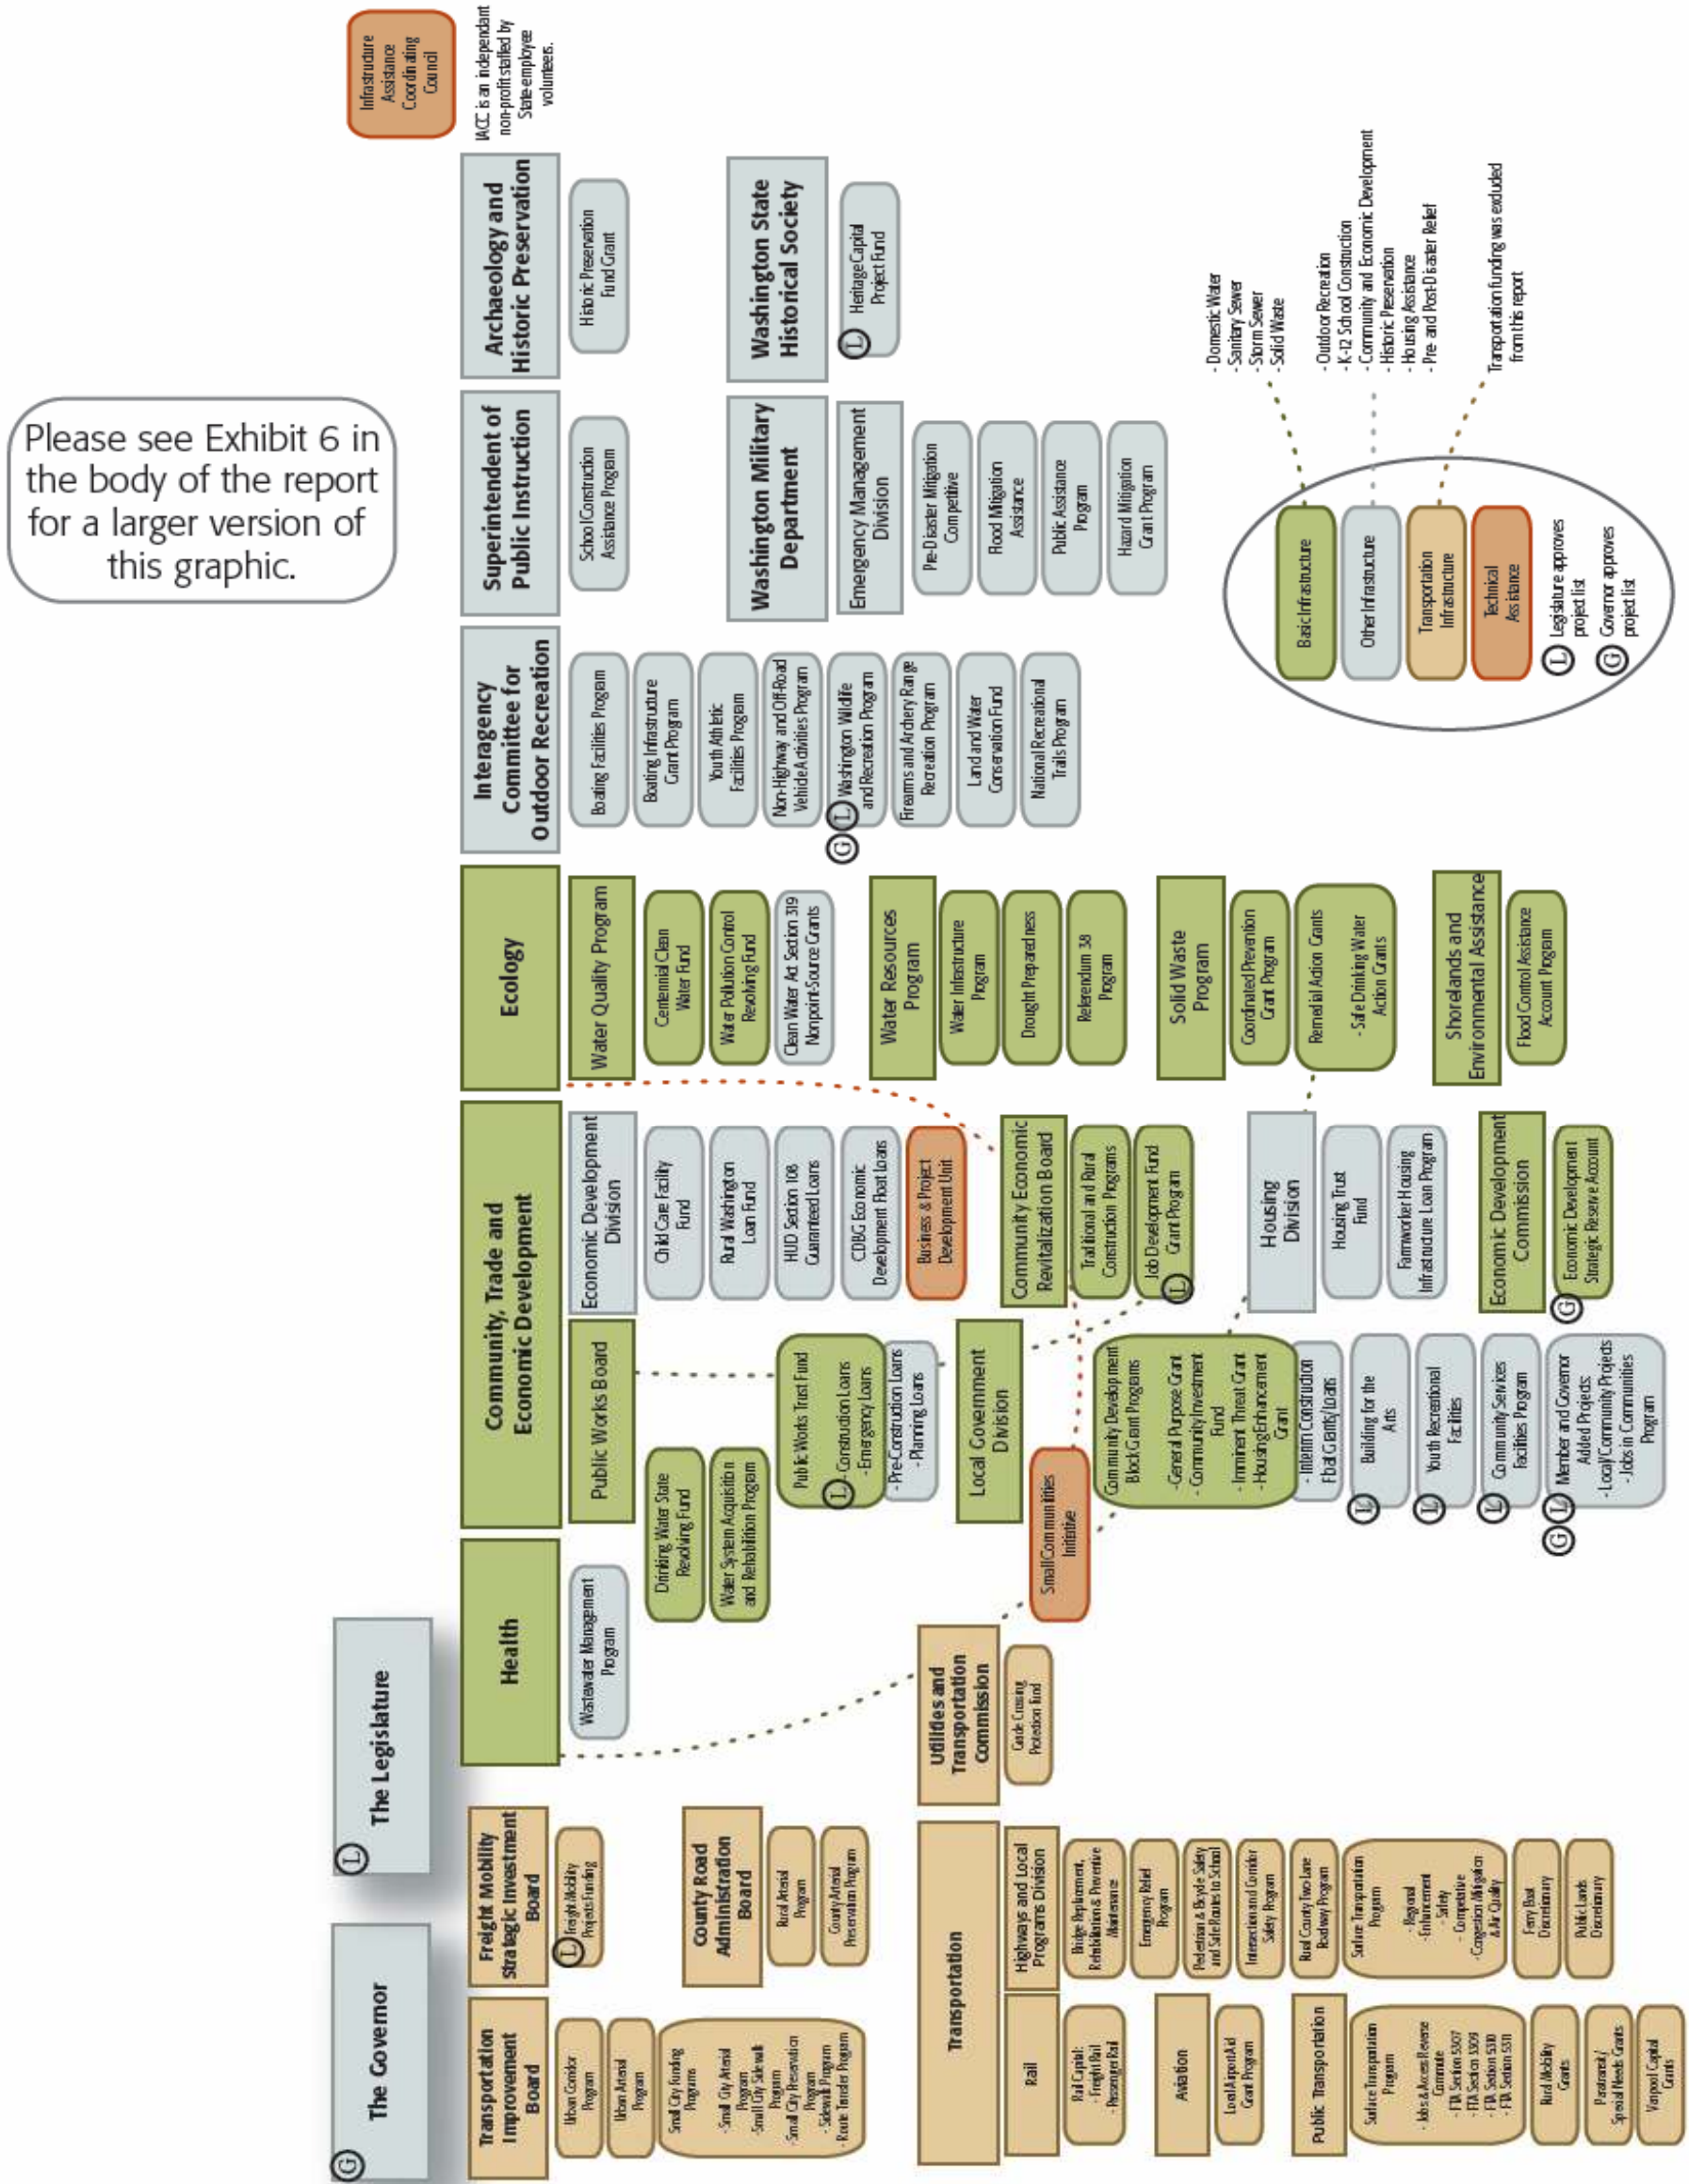 Please see Exhibit 6 in
the body of the report
for a larger version of
this graphic.
G
The Governor
L
The Legislature
Infrastructure
Assistance
Coordinating
Council
IACC is an independant
non-profit staffed by
State-employee
volunteers.
Transportation
Improvement
Board
Urban Corridor
Program
Urban Arterial
Program
Small City Funding
Programs
- Small City Arterial
Program
- Small City Sidewalk
Program
- Small City Preservation
Program
- Sidewalk Program
- Route Transfer Program
Freight Mobility
Strategic Investment
Board
L
Freight Mobility
Projects Funding
County Road
Administration
Board
Rural Arterial
Program
County Arterial
Preservation Program
Transportation
Rail
Rail Capital:
- Freight Rail
- Passenger Rail
Aviation
Local Airport Aid
Grant Program
Public Transportation
Surface Transportation
Program
- Jobs & Access Reverse
Commute
- FTA Section 5307
- FTA Section 5309
- FTA Section 5310
- FTA Section 5311
Rural Mobility
Grants
Paratransit/
Special Needs Grants
Vanpool Capital
Grants
Highways and Local
Programs Division
Bridge Replacement,
Rehabilitation & Preventive
Maintenance
Emergency Relief
Program
Pedestrian & Bicycle Safety
and Safe Routes to School
Intersection and Corridor
Safety Program
Rural County Two-Lane
Roadway Program
Surface Transportation
Program
- Regional
- Enhancement
- Safety
- Competetive
- Congestion Mitigation
& Air Quality
Ferry Boat
Discretionary
Public Lands
Discretionary
Utilities and
Transportation
Commission
Grade Crossing
Protection Fund
Health
Wastewater Management
Program
Drinking Water State
Revolving Fund
Water System Acquisition
and Rehabilitation Program
Small Communities
Initiative
Community, Trade and
Economic Development
Public Works Board
Public Works Trust Fund
L
- Construction Loans
- Emergency Loans
- Pre-Construction Loans
- Planning Loans
Local Government
Division
Community Development
Block Grant Programs
- General Purpose Grant
- Community Investment
Fund
- Imminent Threat Grant
- Housing Enhancement
Grant
- Interim Construction
Float Grants/Loans
L
Building for the
Arts
L
Youth Recreational
Facilities
L
Community Services
Facilities Program
G L
Member and Governor
Added Projects:
- Local/Community Projects
- Jobs in Communities
Program
Economic Development
Division
Child Care Facility
Fund
Rural Washington
Loan Fund
HUD Section 108
Guaranteed Loans
CDBG Economic
Development Float Loans
Business & Project
Development Unit
Community Economic
Revitalization Board
Traditional and Rural
Construction Programs
L
Job Development Fund
Grant Program
Housing
Division
Housing Trust
Fund
Farmworker Housing
Infrastructure Loan Program
Economic Development
Commission
G
Economic Development
Strategic Reserve Account
Ecology
Water Quality Program
Centennial Clean
Water Fund
Water Pollution Control
Revolving Fund
Clean Water Act Section 319
Nonpoint-Source Grants
Water Resources
Program
Water Infrastructure
Program
Drought Preparedness
Referendum 38
Program
Solid Waste
Program
Coordinated Prevention
Grant Program
Remedial Action Grants
- Safe Drinking Water
Action Grants
Shorelands and
Environmental Assistance
Flood Control Assistance
Account Program
Interagency
Committee for
Outdoor Recreation
Boating Facilities Program
Boating Infrastructure
Grant Program
Youth Athletic
Facilities Program
Non-Highway and Off-Road
Vehicle Activities Program
G L
Washington Wildlife
and Recreation Program
Firearms and Archery Range
Recreation Program
Land and Water
Conservation Fund
National Recreational
Trails Program
Superintendent of
Public Instruction
School Construction
Assistance Program
Washington Military
Department
Emergency Management
Division
Pre-Disaster Mitigation
Competitive
Flood Mitigation
Assistance
Public Assistance
Program
Hazard Mitigation
Grant Program
Archaeology and
Historic Preservation
Historic Preservation
Fund Grant
Washington State
Historical Society
L
Heritage Capital
Project Fund
Basic Infrastructure
- Domestic Water
- Sanitary Sewer
- Storm Sewer
- Solid Waste
Other Infrastructure
- Outdoor Recreation
- K-12 School Construction
- Community and Economic Development
- Historic Preservation
- Housing Assistance
- Pre- and Post-Disaster Relief
Transportation
Infrastructure
Transportation funding was excluded
from this report
Technical
Assistance
L
Legislature approves
project list
G
Governor approves
project list